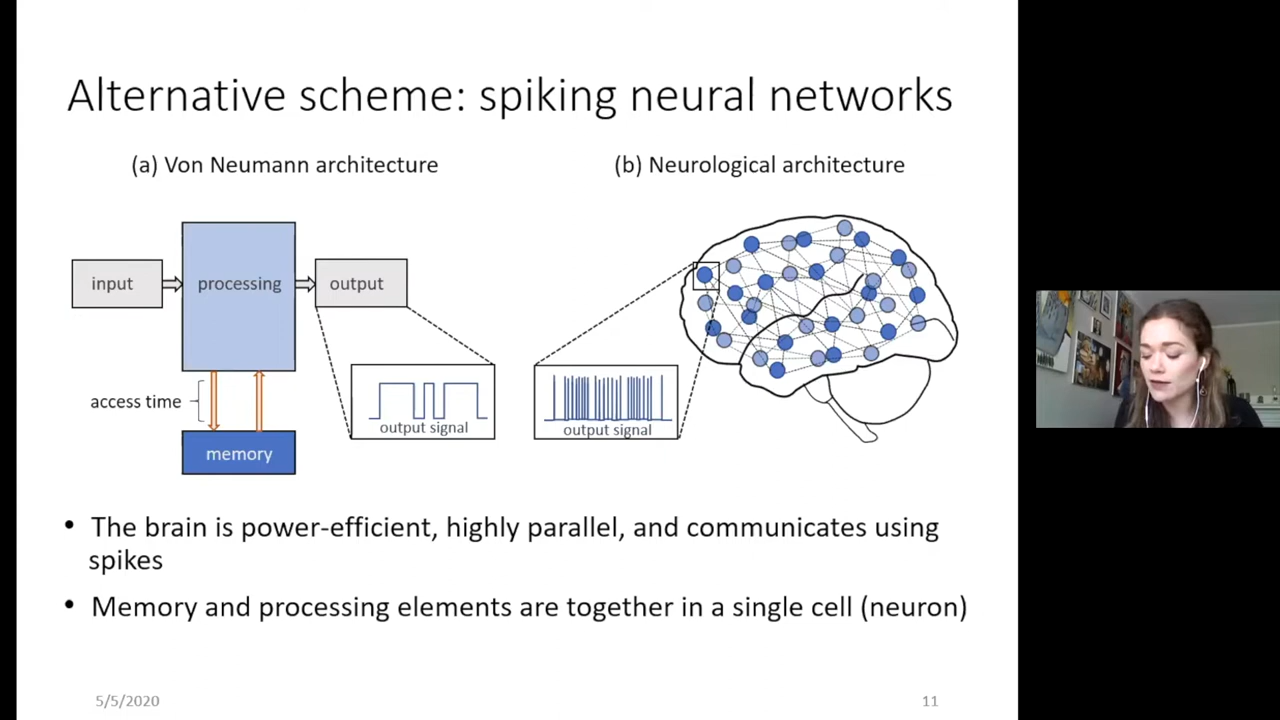 Alternative scheme: spiking neural networks
(a) Von Neumann architecture
(b) Neurological architecture
input
processing
output
access time
memory
output signal
output signal
• The brain is power-efficient, highly parallel, and communicates using
spikes
• Memory and processing elements are together in a single cell (neuron)
5/5/2020
11